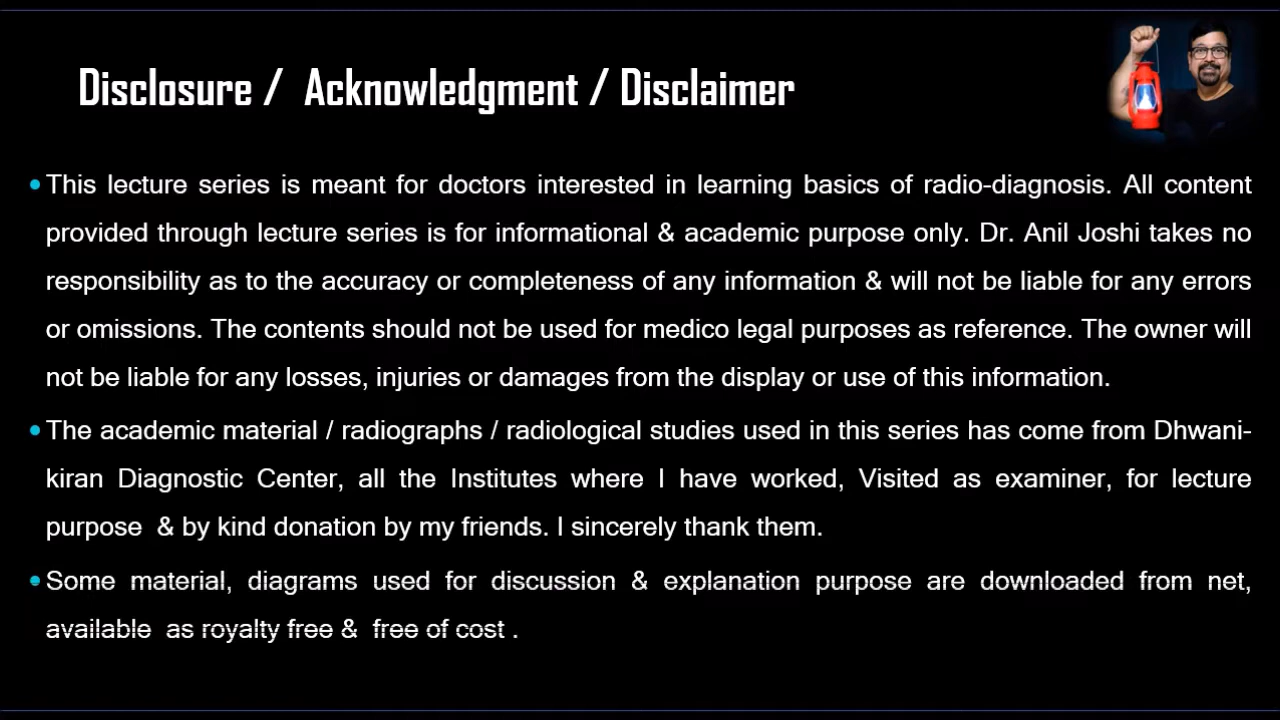 Disclosure / Acknowledgment / Disclaimer
This lecture series is meant for doctors interested in learning basics of radio-diagnosis. All content
provided through lecture series is for informational & academic purpose only. Dr. Anil Joshi takes no
responsibility as to the accuracy or completeness of any information & will not be liable for any errors
or omissions. The contents should not be used for medico legal purposes as reference. The owner will
not be liable for any losses, injuries or damages from the display or use of this information.
The academic material / radiographs / radiological studies used in this series has come from Dhwani-
kiran Diagnostic Center, all the Institutes where I have worked, Visited as examiner, for lecture
purpose & by kind donation by my friends. I sincerely thank them.
Some material, diagrams used for discussion & explanation purpose are downloaded from net,
available as royalty free & free of cost .